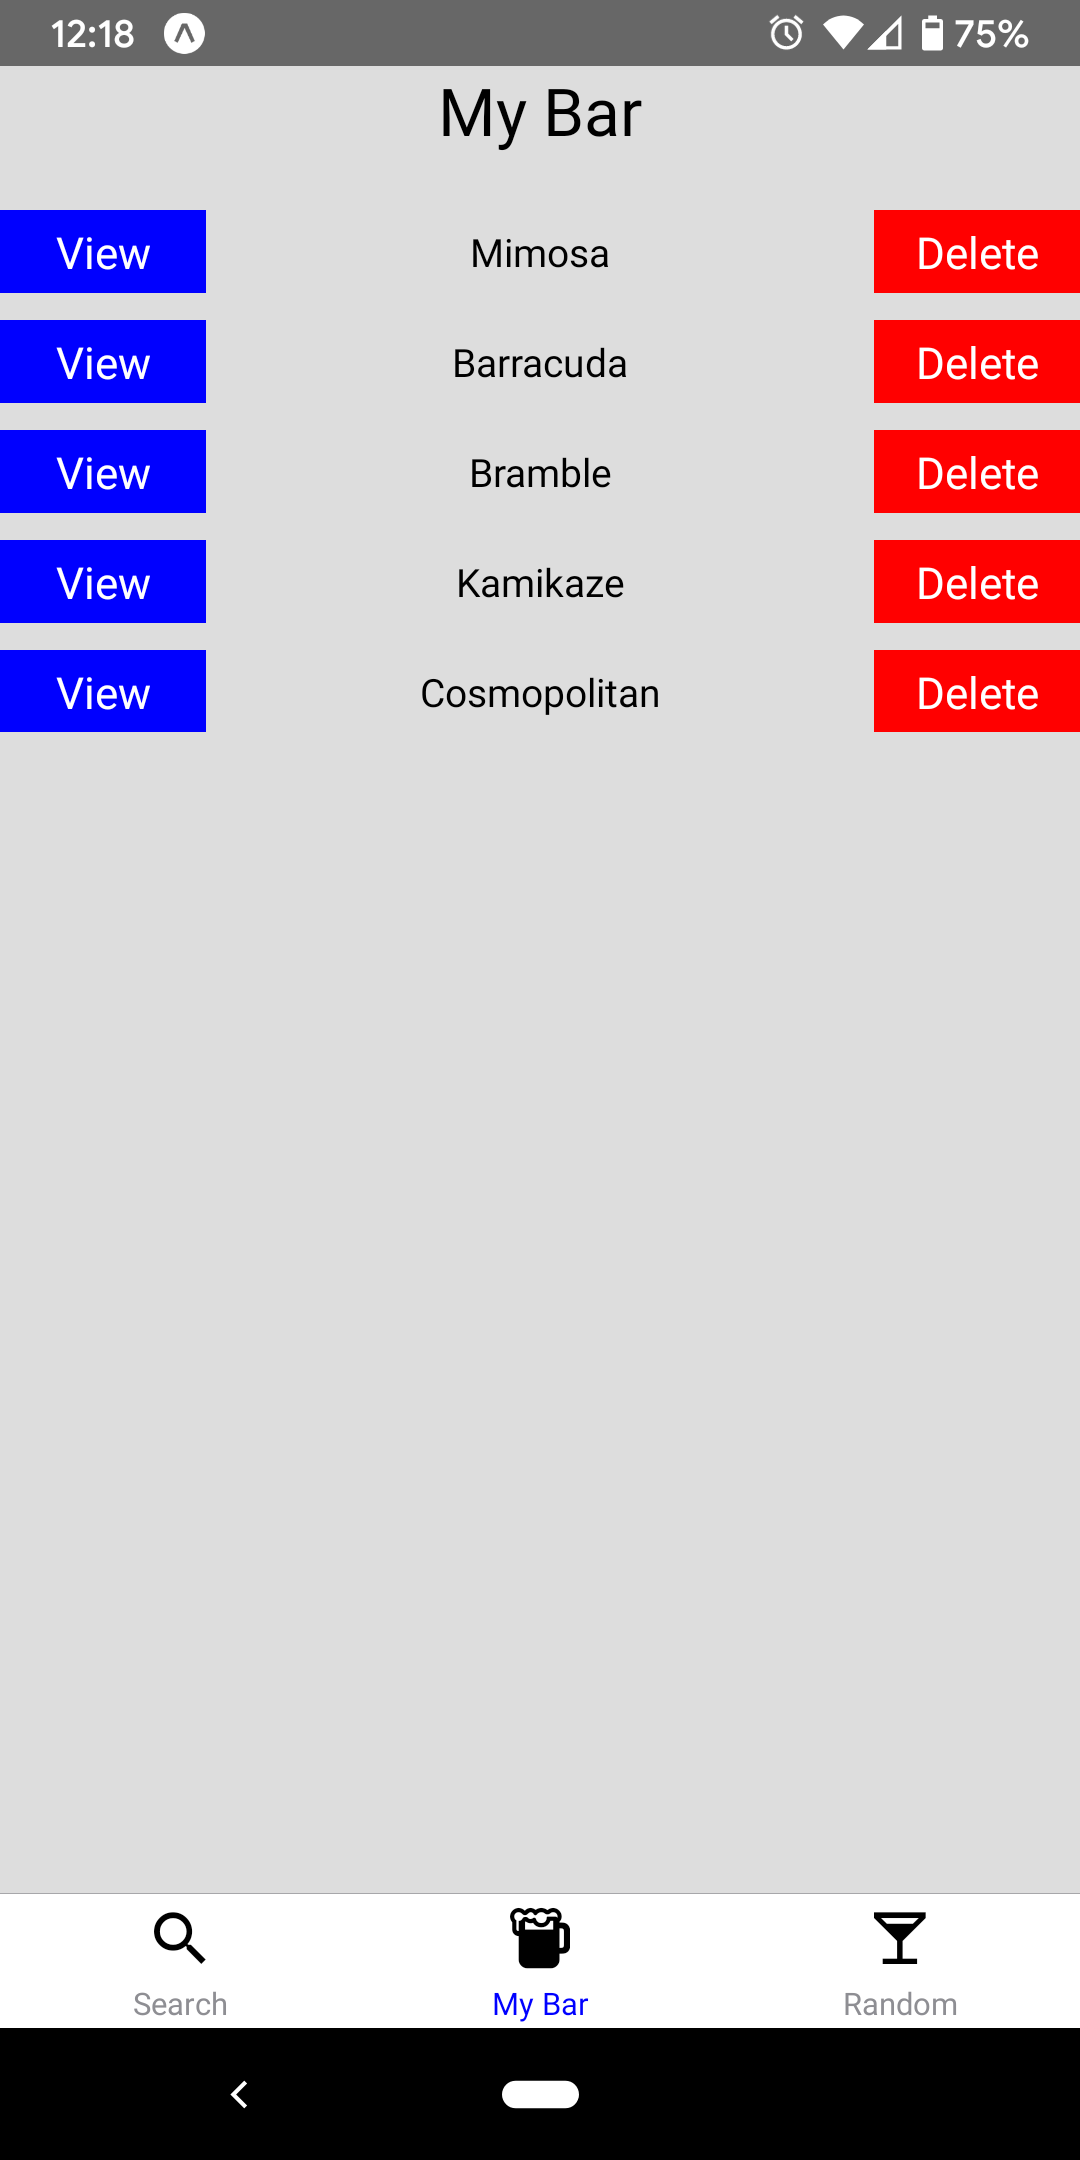 12:18 75%
My Bar
View Mimosa Delete
View Barracuda Delete
View Bramble Delete
View Kamikaze Delete
View Cosmopolitan Delete
Search My Bar Random